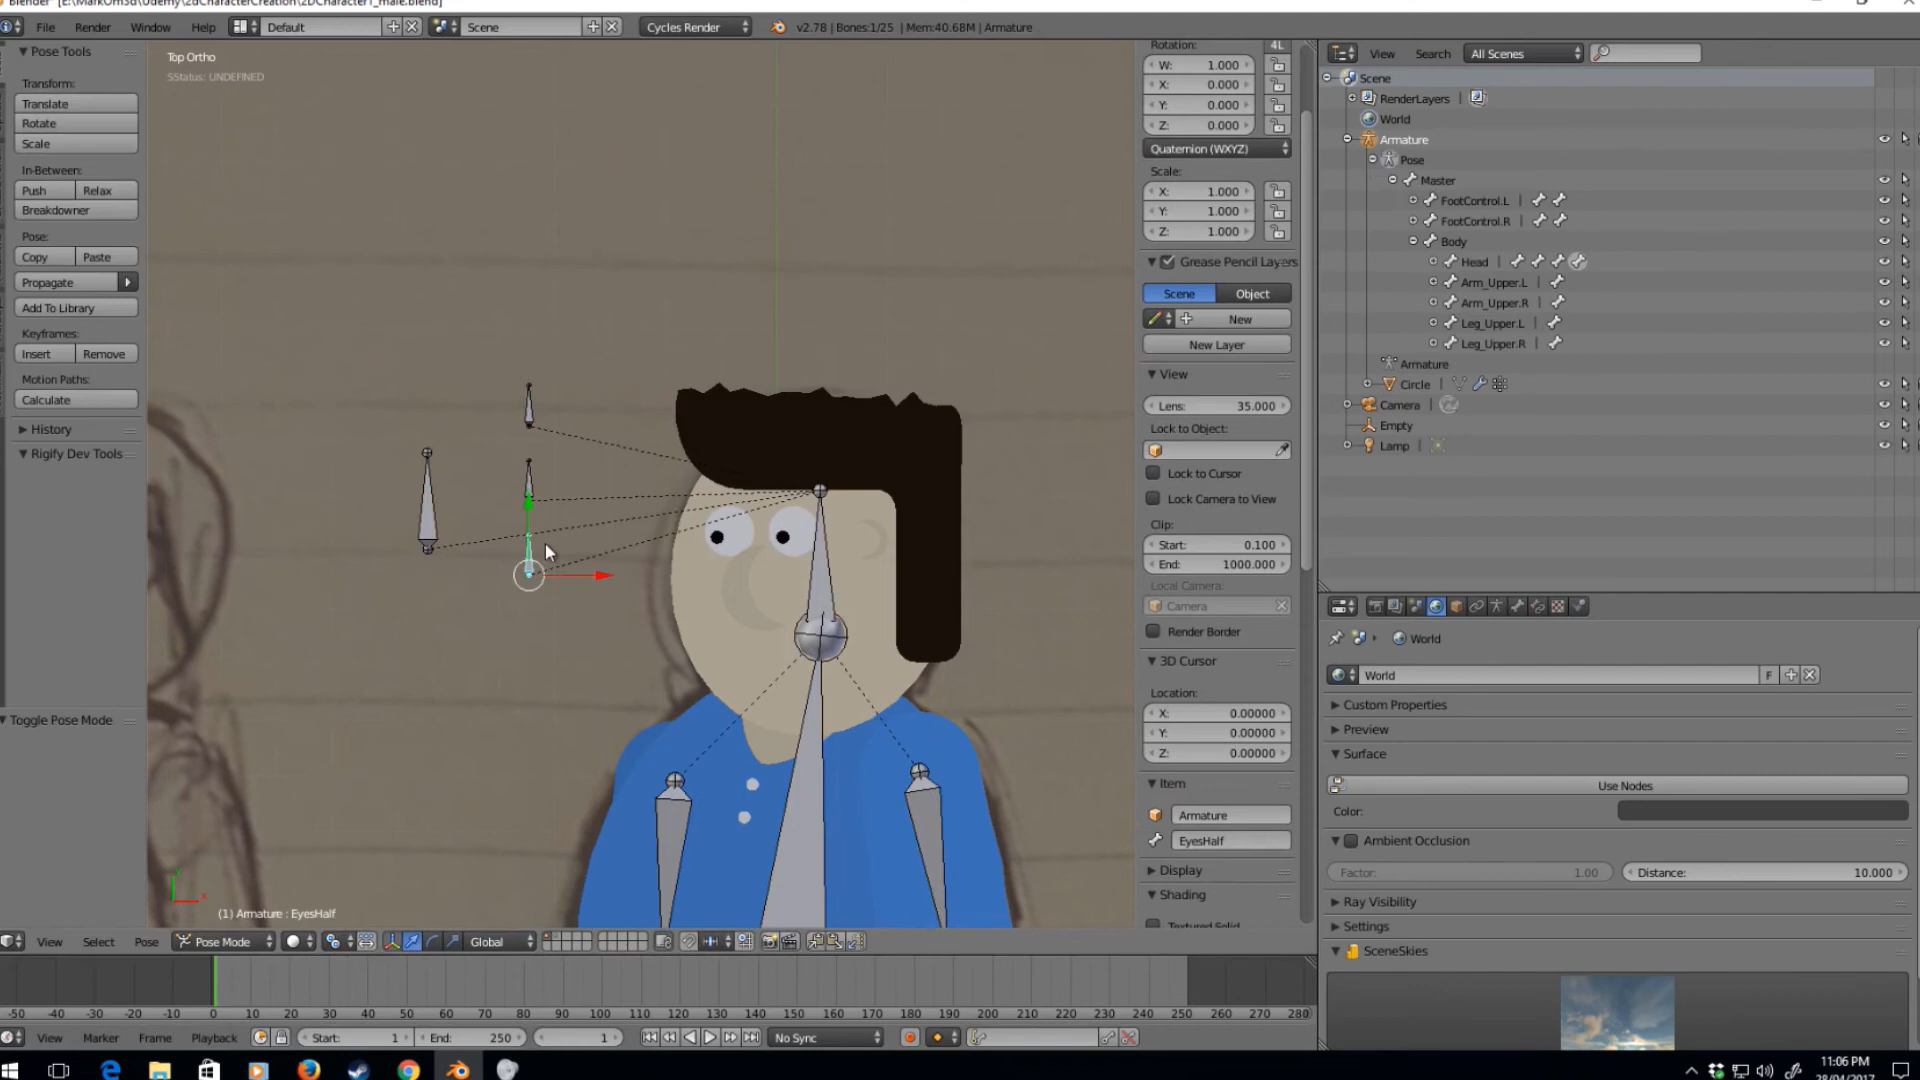 Blender* [E:\MarkOm3d\Udemy\2dCharacterCreation\2DCharacter1_male.blend]
File Render Window Help Default Scene Cycles Render v2.78 | Bones:1/25 | Mem:40.68M | Armature
Pose Tools
Transform:
Translate
Rotate
Scale
In-Between:
Push Relax
Breakdowner
Pose:
Copy Paste
Propagate
Add To Library
Keyframes:
Insert Remove
Motion Paths:
Calculate
History
Rigify Dev Tools
Toggle Pose Mode
Top Ortho
SStatus: UNDEFINED
(1) Armature : EyesHalf
Rotation: 4L
W: 1.000
X: 0.000
Y: 0.000
Z: 0.000
Quaternion (WXYZ)
Scale:
X: 1.000
Y: 1.000
Z: 1.000
Grease Pencil Layers
Scene Object
New
New Layer
View
Lens: 35.000
Lock to Object:
Lock to Cursor
Lock Camera to View
Clip:
Start: 0.100
End: 1000.000
Local Camera:
Camera
Render Border
3D Cursor
Location:
X: 0.00000
Y: 0.00000
Z: 0.00000
Item
Armature
EyesHalf
Display
Shading
Textured Solid
View Search All Scenes
Scene
RenderLayers
World
Armature
Pose
Master
FootControl.L
FootControl.R
Body
Head
Arm_Upper.L
Arm_Upper.R
Leg_Upper.L
Leg_Upper.R
Armature
Circle
Camera
Empty
Lamp
World
World F
Custom Properties
Preview
Surface
Use Nodes
Color:
Ambient Occlusion
Factor: 1.00 Distance: 10.000
Ray Visibility
Settings
SceneSkies
View Select Pose Pose Mode Global
-50 -40 -30 -20 -10 0 10 20 30 40 50 60 70 80 90 100 110 120 130 140 150 160 170 180 190 200 210 220 230 240 250 260 270 280
View Marker Frame Playback Start: 1 End: 250 1 No Sync
11:06 PM
28/04/2017